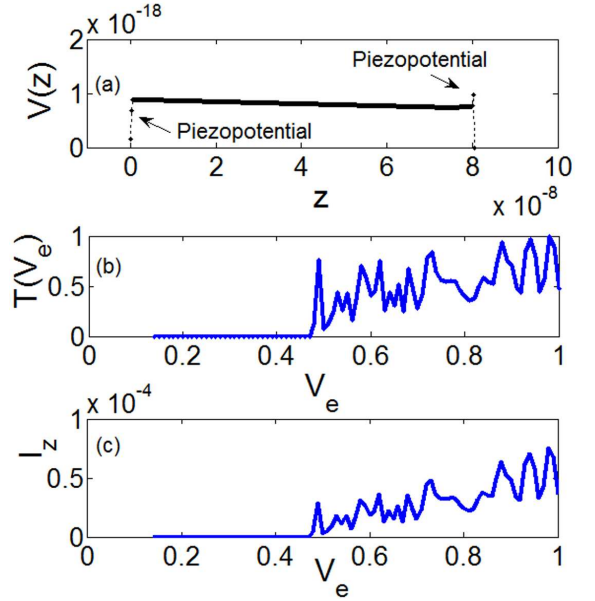 x 10^-18
2
1
0
V(z)
(a)
Piezopotential
Piezopotential
-2
0
2
4
6
8
10
z
x 10^-8
1
0.5
0
T(V_e)
(b)
0
0.2
0.4
0.6
0.8
1
V_e
x 10^-4
1
0.5
0
I_z
(c)
0
0.2
0.4
0.6
0.8
1
V_e